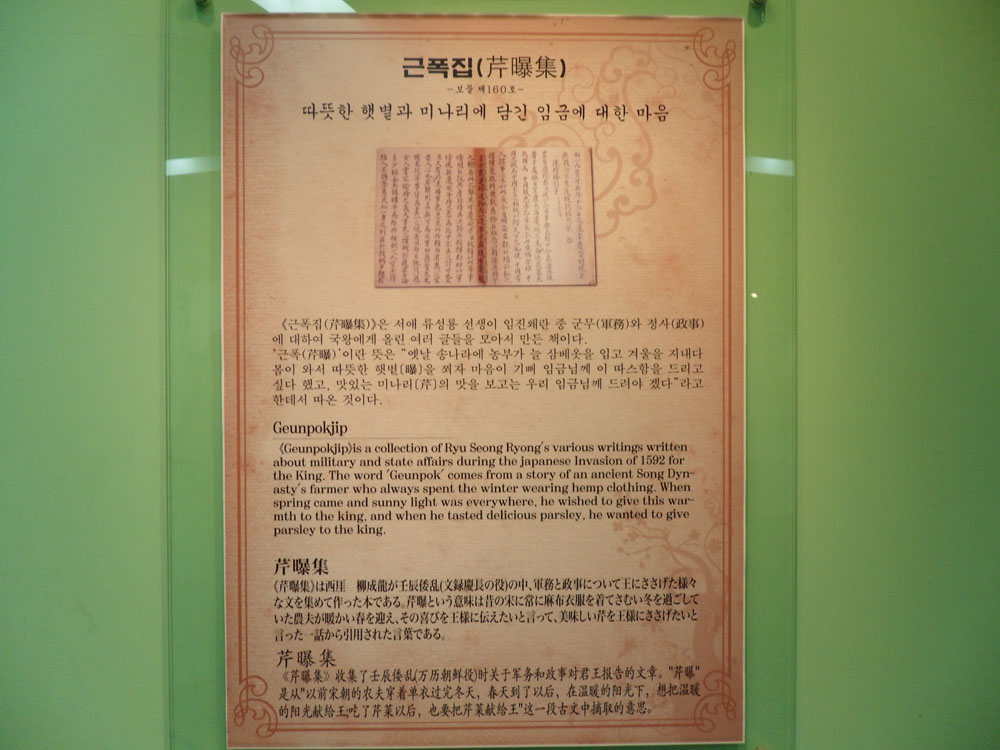 근폭집(芹曝集)
-보물 제160호-
따뜻한 햇볕과 미나리에 담긴 임금에 대한 마음
《근폭집(芹曝集)》은 서애 류성룡 선생이 임진왜란 중 군무(軍務)와 정사(政事)
에 대하여 국왕에게 올린 여러 글들을 모아서 만든 책이다.
'근폭(芹曝)'이란 뜻은 "옛날 송나라에 농부가 늘 삼베옷을 입고 겨울을 지내다
봄이 와서 따뜻한 햇볕[曝]을 쬐자 마음이 기뻐 임금님께 이 따스함을 드리고
싶다 했고, 맛있는 미나리[芹]의 맛을 보고는 우리 임금님께 드려야 겠다"라고
한데서 따온 것이다.
Geunpokjip
《Geunpokjip》is a collection of Ryu Seong Ryong's various writings written
about military and state affairs during the japanese Invasion of 1592 for
the King. The word 'Geunpok' comes from a story of an ancient Song Dyn-
asty's farmer who always spent the winter wearing hemp clothing. When
spring came and sunny light was everywhere, he wished to give this war-
mth to the king, and when he tasted delicious parsley, he wanted to give
parsley to the king.
芹曝集
《芹曝集》は西厓 柳成龍が壬辰倭乱(文録慶長の役)の中、軍務と政事について王にささげた様々
な文を集めて作った本である。芹曝という意味は昔の宋に常に麻布衣服を着てさむい冬を過ごして
いた農夫が暖かい春を迎え、その喜びを王様に伝えたいと言って、美味しい芹を王様にささげたいと
言った一話から引用された言葉である。
芹曝集
《芹曝集》收集了壬辰倭乱(万历朝鲜役)时关于军务和政事对君王报告的文章。"芹曝"
是从"以前宋朝的农夫穿着单衣过完冬天，春天到了以后，在温暖的阳光下，想把温暖
的阳光献给王;吃了芹菜以后，也要把芹菜献给王"这一段古文中摘取的意思。